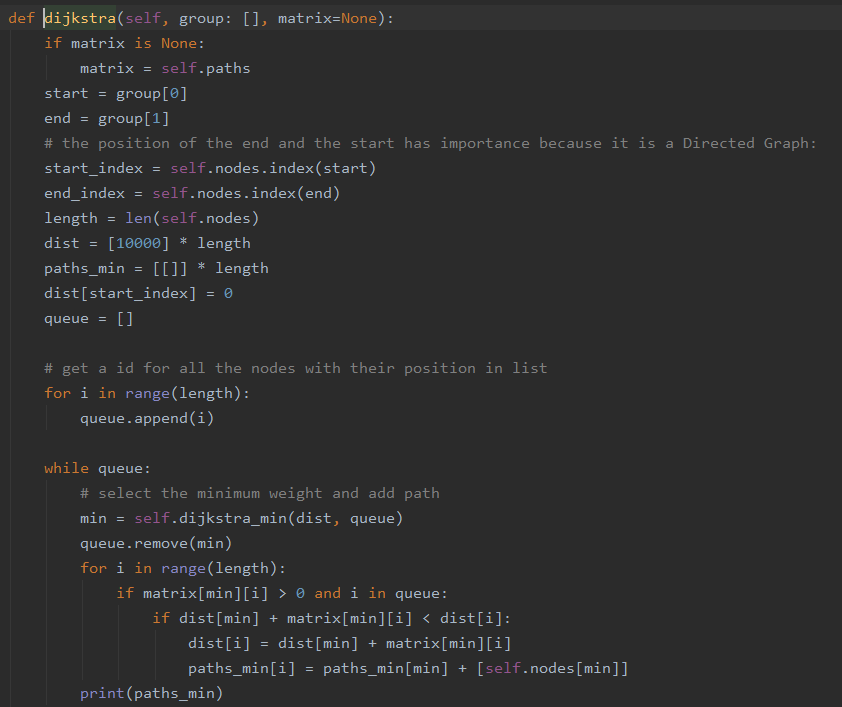 def dijkstra(self, group: [], matrix=None):
    if matrix is None:
        matrix = self.paths
    start = group[0]
    end = group[1]
    # the position of the end and the start has importance because it is a Directed Graph:
    start_index = self.nodes.index(start)
    end_index = self.nodes.index(end)
    length = len(self.nodes)
    dist = [10000] * length
    paths_min = [[]] * length
    dist[start_index] = 0
    queue = []

    # get a id for all the nodes with their position in list
    for i in range(length):
        queue.append(i)

    while queue:
        # select the minimum weight and add path
        min = self.dijkstra_min(dist, queue)
        queue.remove(min)
        for i in range(length):
            if matrix[min][i] > 0 and i in queue:
                if dist[min] + matrix[min][i] < dist[i]:
                    dist[i] = dist[min] + matrix[min][i]
                    paths_min[i] = paths_min[min] + [self.nodes[min]]
        print(paths_min)